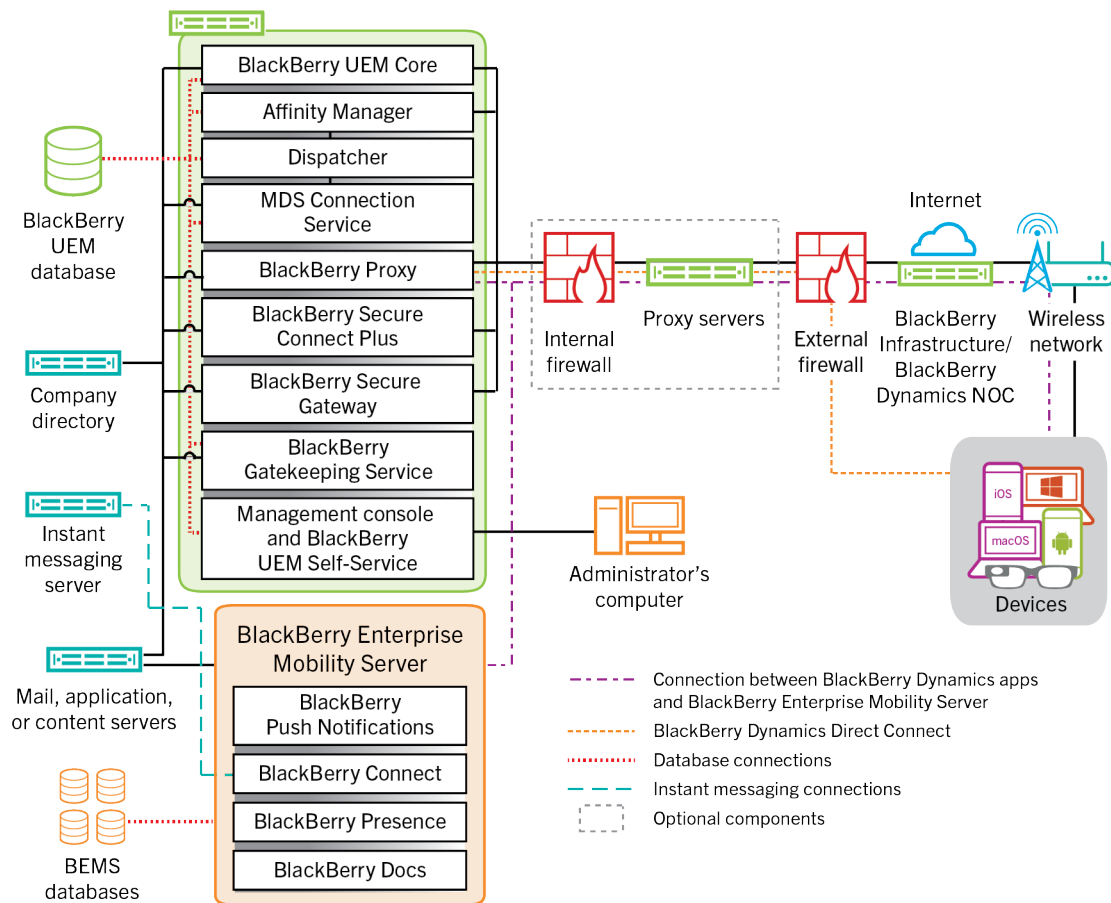 BlackBerry UEM Core
Affinity Manager
Dispatcher
MDS Connection
Service
BlackBerry Proxy
BlackBerry Secure
Connect Plus
BlackBerry Secure
Gateway
BlackBerry
Gatekeeping Service
Management console
and BlackBerry
UEM Self-Service
BlackBerry
UEM
database
Company
directory
Instant
messaging
server
Mail, application,
or content servers
BEMS
databases
BlackBerry Enterprise
Mobility Server
BlackBerry
Push Notifications
BlackBerry Connect
BlackBerry Presence
BlackBerry Docs
Internal
firewall
Proxy servers
External
firewall
Internet
BlackBerry
Infrastructure/
BlackBerry
Dynamics NOC
Wireless
network
Administrator's
computer
iOS
macOS
Devices
Connection between BlackBerry Dynamics apps
and BlackBerry Enterprise Mobility Server
BlackBerry Dynamics Direct Connect
Database connections
Instant messaging connections
Optional components